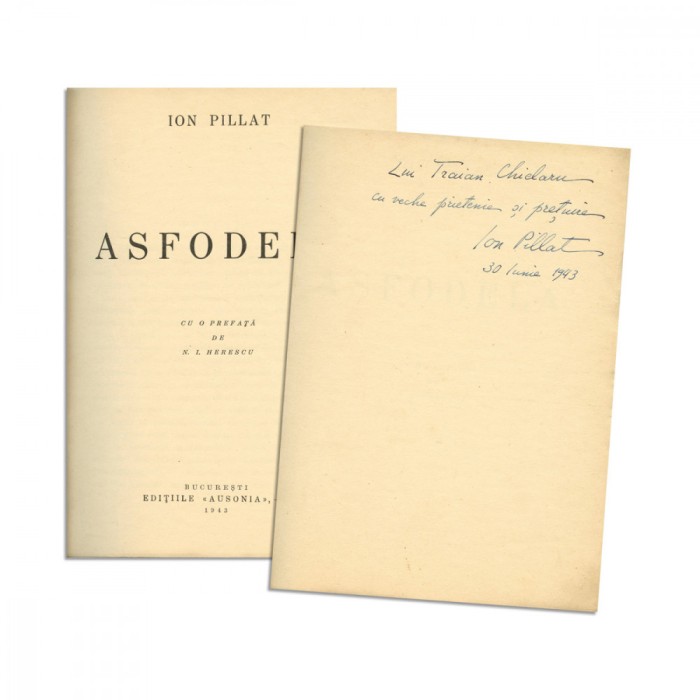 ION PILLAT
ASFODE
CU O PREFAȚĂ
DE
N. I. HERESCU
BUCUREȘTI
EDIȚIILE «AUSONIA»,
1943
Lui Traian Chelaru
cu veche prietenie și prețuire
Ion Pillat
30 Iunie 1943